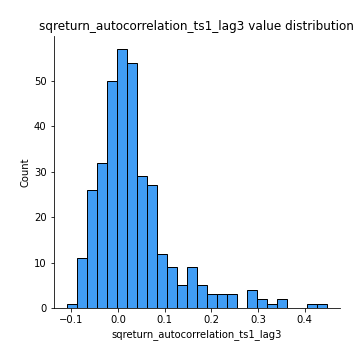 sqreturn_autocorrelation_ts1_lag3 value distribution
50
40
30
20
10
0
Count
−0.1 0.0 0.1 0.2 0.3 0.4
sqreturn_autocorrelation_ts1_lag3